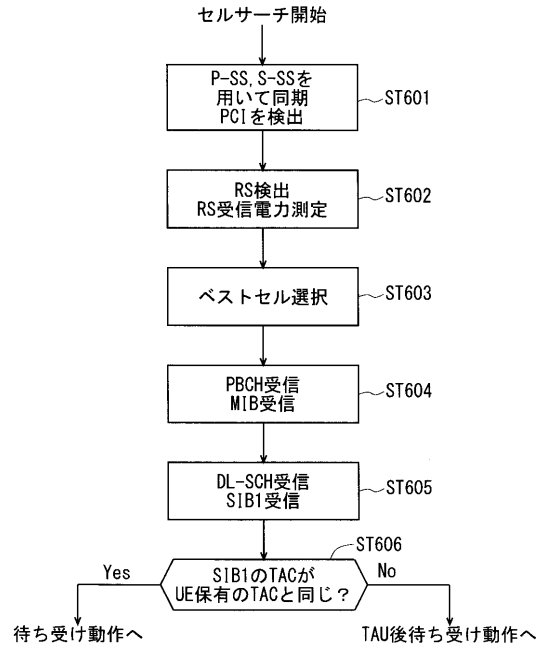 セルサーチ開始
P-SS,S-SSを
用いて同期
PCIを検出
ST601
RS検出
RS受信電力測定
ST602
ベストセル選択
ST603
PBCH受信
MIB受信
ST604
DL-SCH受信
SIB1受信
ST605
ST606
SIB1のTACが
UE保有のTACと同じ?
Yes
No
待ち受け動作へ
TAU後待ち受け動作へ